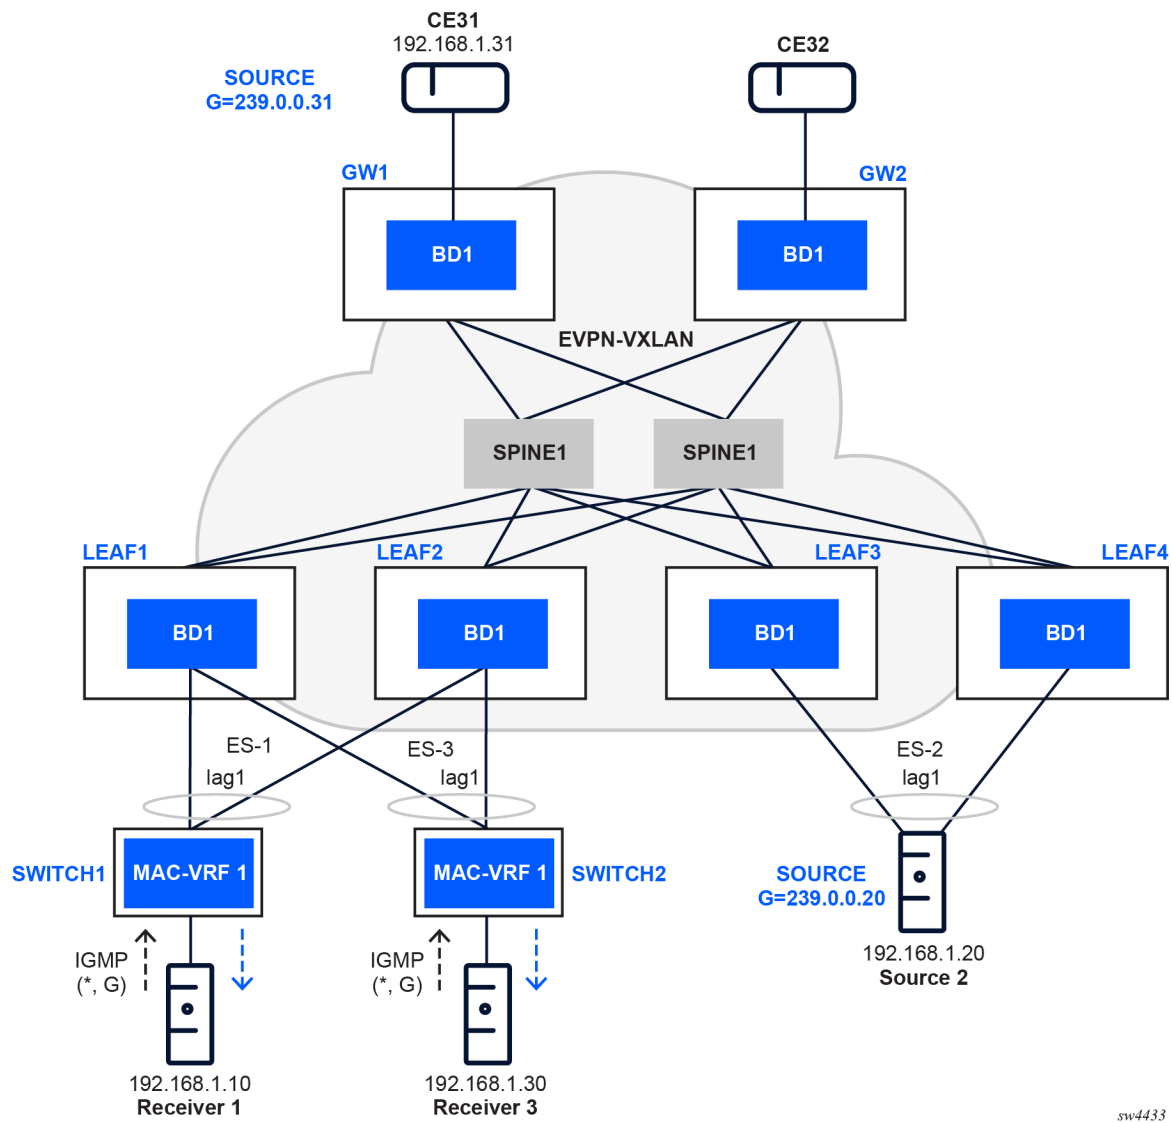 CE31
192.168.1.31
CE32
SOURCE
G=239.0.0.31
GW1
GW2
BD1
BD1
EVPN-VXLAN
SPINE1
SPINE1
LEAF1
LEAF2
LEAF3
LEAF4
BD1
BD1
BD1
BD1
ES-1
ES-3
ES-2
lag1
lag1
lag1
SWITCH1
MAC-VRF 1
MAC-VRF 1
SWITCH2
SOURCE
G=239.0.0.20
IGMP
(*, G)
IGMP
(*, G)
192.168.1.20
Source 2
192.168.1.10
Receiver 1
192.168.1.30
Receiver 3
sw4433